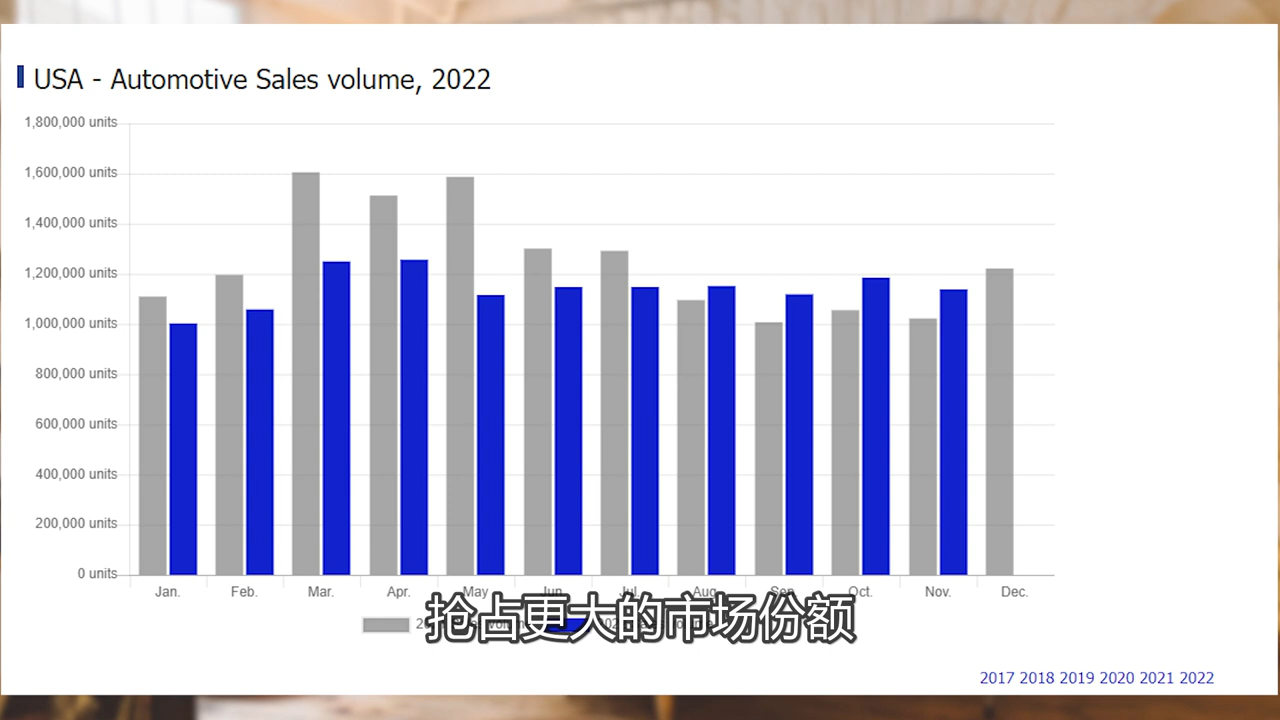 USA - Automotive Sales volume, 2022
1,800,000 units
1,600,000 units
1,400,000 units
1,200,000 units
1,000,000 units
800,000 units
600,000 units
400,000 units
200,000 units
0 units
Jan. Feb. Mar. Apr. May Jun. Jul. Aug. Sep. Oct. Nov. Dec.
抢占更大的市场份额
2017 2018 2019 2020 2021 2022